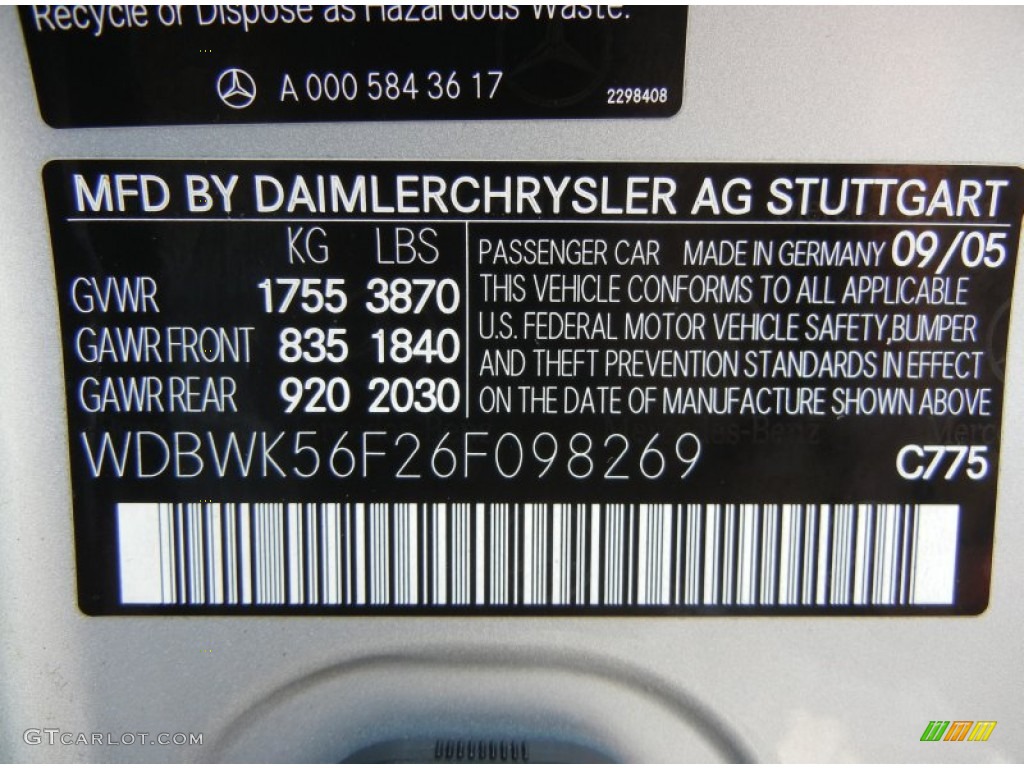 Recycle or Dispose as Hazardous Waste.
A 000 584 36 17
2298408
MFD BY DAIMLERCHRYSLER AG STUTTGART
KG LBS
GVWR 1755 3870
GAWR FRONT 835 1840
GAWR REAR 920 2030
PASSENGER CAR MADE IN GERMANY 09/05
THIS VEHICLE CONFORMS TO ALL APPLICABLE
U.S. FEDERAL MOTOR VEHICLE SAFETY,BUMPER
AND THEFT PREVENTION STANDARDS IN EFFECT
ON THE DATE OF MANUFACTURE SHOWN ABOVE
WDBWK56F26F098269
C775
GTCARLOT.COM